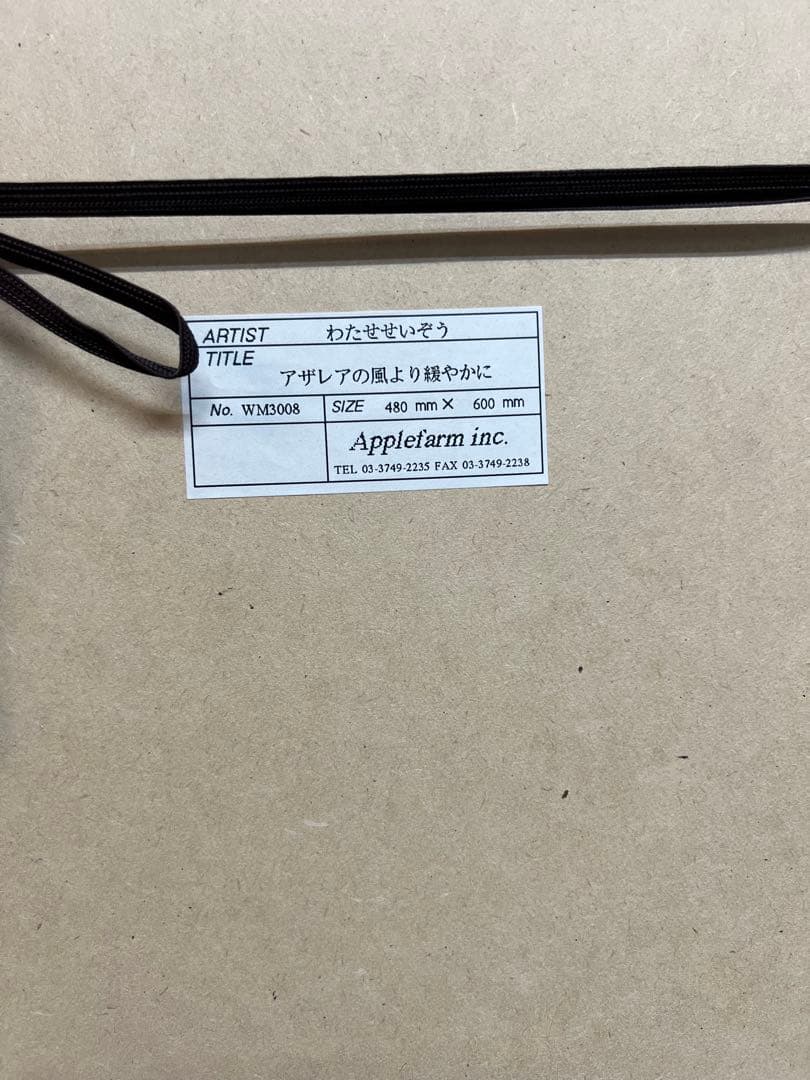 ARTIST わたせせいぞう
TITLE
アザレアの風より緩やかに
No. WM3008 SIZE 480 mm × 600 mm
Applefarm inc.
TEL 03-3749-2235 FAX 03-3749-2238